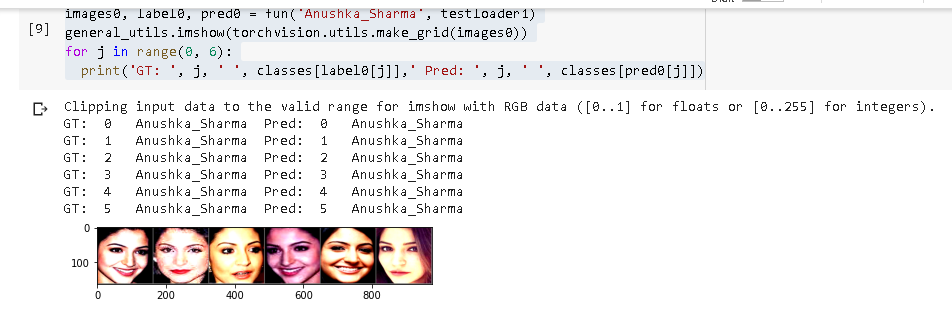 images0, label0, pred0 = fun('Anushka_Sharma', testloader1)
[9] general_utils.imshow(torchvision.utils.make_grid(images0))
for j in range(0, 6):
print('GT: ', j, ' ', classes[label0[j]],' Pred: ', j, ' ', classes[pred0[j]])
Clipping input data to the valid range for imshow with RGB data ([0..1] for floats or [0..255] for integers).
GT: 0 Anushka_Sharma Pred: 0 Anushka_Sharma
GT: 1 Anushka_Sharma Pred: 1 Anushka_Sharma
GT: 2 Anushka_Sharma Pred: 2 Anushka_Sharma
GT: 3 Anushka_Sharma Pred: 3 Anushka_Sharma
GT: 4 Anushka_Sharma Pred: 4 Anushka_Sharma
GT: 5 Anushka_Sharma Pred: 5 Anushka_Sharma
0
100
0 200 400 600 800